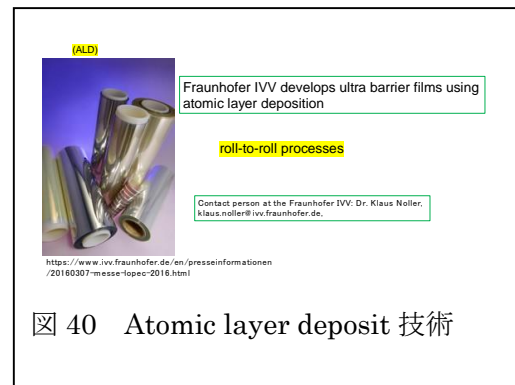 (ALD)
Fraunhofer IVV develops ultra barrier films using
atomic layer deposition
roll-to-roll processes
Contact person at the Fraunhofer IVV: Dr. Klaus Noller,
klaus.noller@ivv.fraunhofer.de,
https://www.ivv.fraunhofer.de/en/presseinformationen
/20160307-messe-lopec-2016.html
図 40 Atomic layer deposit 技術